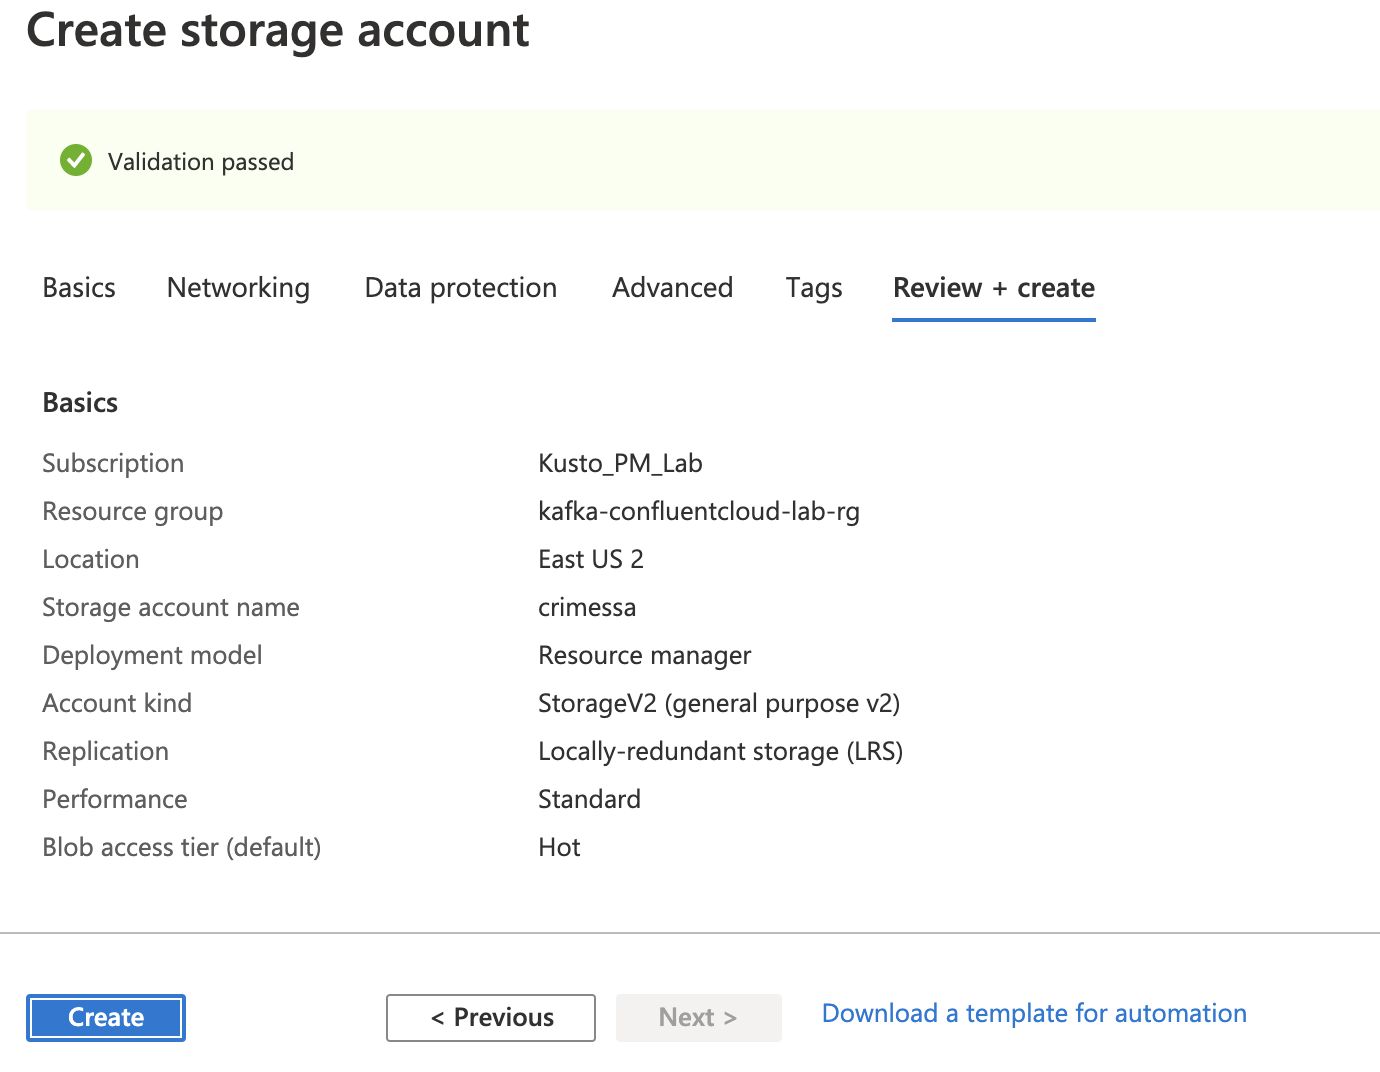 Create storage account
Validation passed
Basics Networking Data protection Advanced Tags Review + create
Basics
Subscription Kusto_PM_Lab
Resource group kafka-confluentcloud-lab-rg
Location East US 2
Storage account name crimessa
Deployment model Resource manager
Account kind StorageV2 (general purpose v2)
Replication Locally-redundant storage (LRS)
Performance Standard
Blob access tier (default) Hot
Create < Previous Next > Download a template for automation